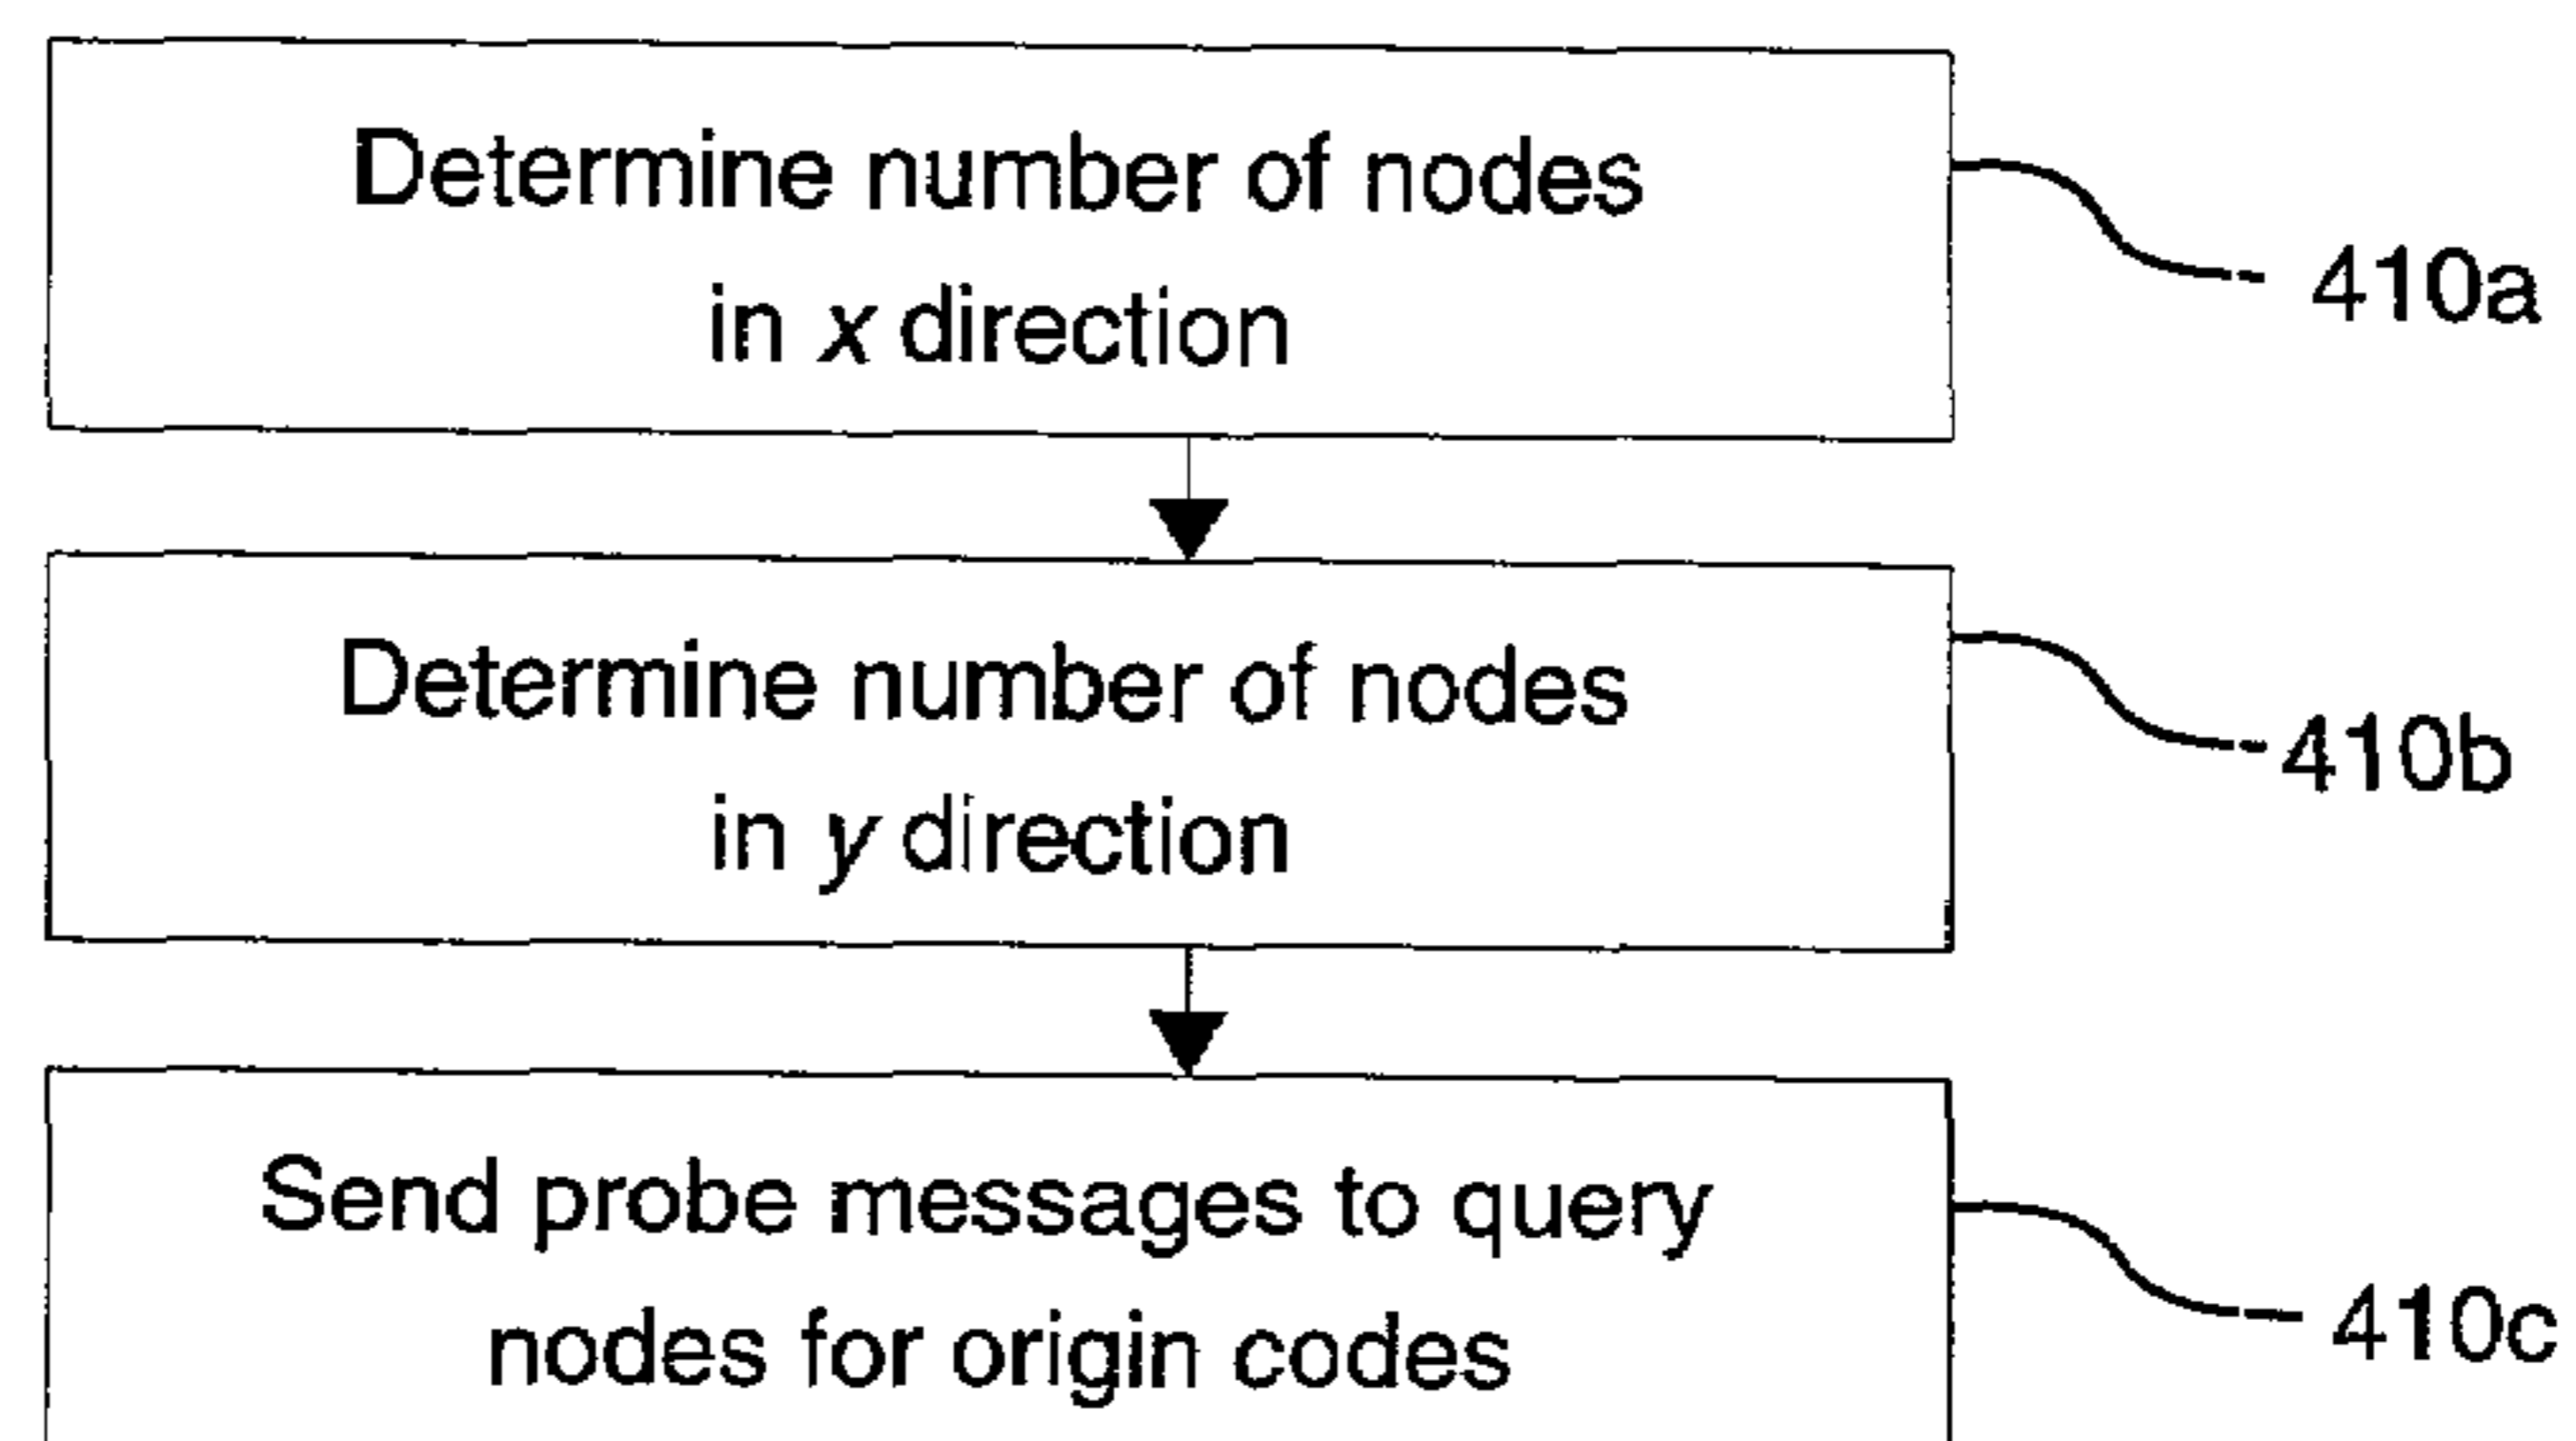 Determine number of nodes
in x direction
410a
Determine number of nodes
in y direction
410b
Send probe messages to query
nodes for origin codes
410c